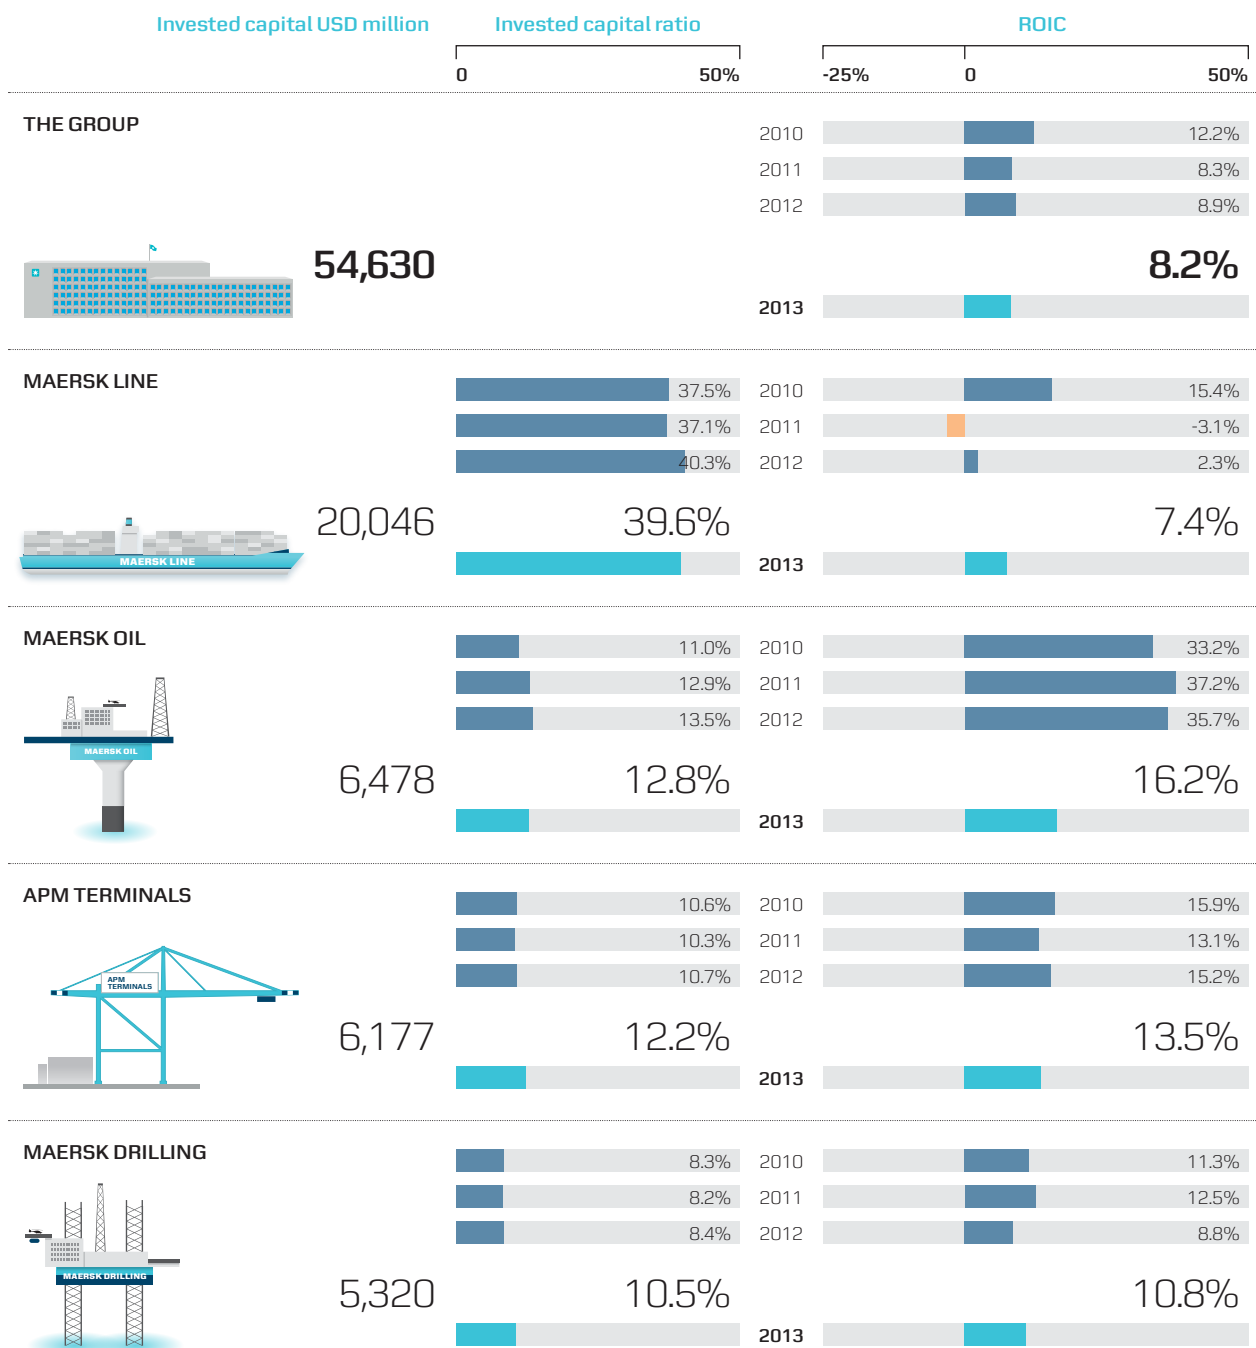 Invested capital USD million Invested capital ratio ROIC
0 50% -25% 0 50%
THE GROUP
2010 12.2%
2011 8.3%
2012 8.9%
54,630 8.2%
2013
MAERSK LINE
37.5% 2010 15.4%
37.1% 2011 -3.1%
40.3% 2012 2.3%
20,046 39.6% 7.4%
MAERSK LINE
2013
MAERSK OIL
11.0% 2010 33.2%
12.9% 2011 37.2%
13.5% 2012 35.7%
MAERSK OIL
6,478 12.8% 16.2%
2013
APM TERMINALS
10.6% 2010 15.9%
10.3% 2011 13.1%
10.7% 2012 15.2%
APM
TERMINALS
6,177 12.2% 13.5%
2013
MAERSK DRILLING
8.3% 2010 11.3%
8.2% 2011 12.5%
8.4% 2012 8.8%
MAERSK DRILLING
5,320 10.5% 10.8%
2013